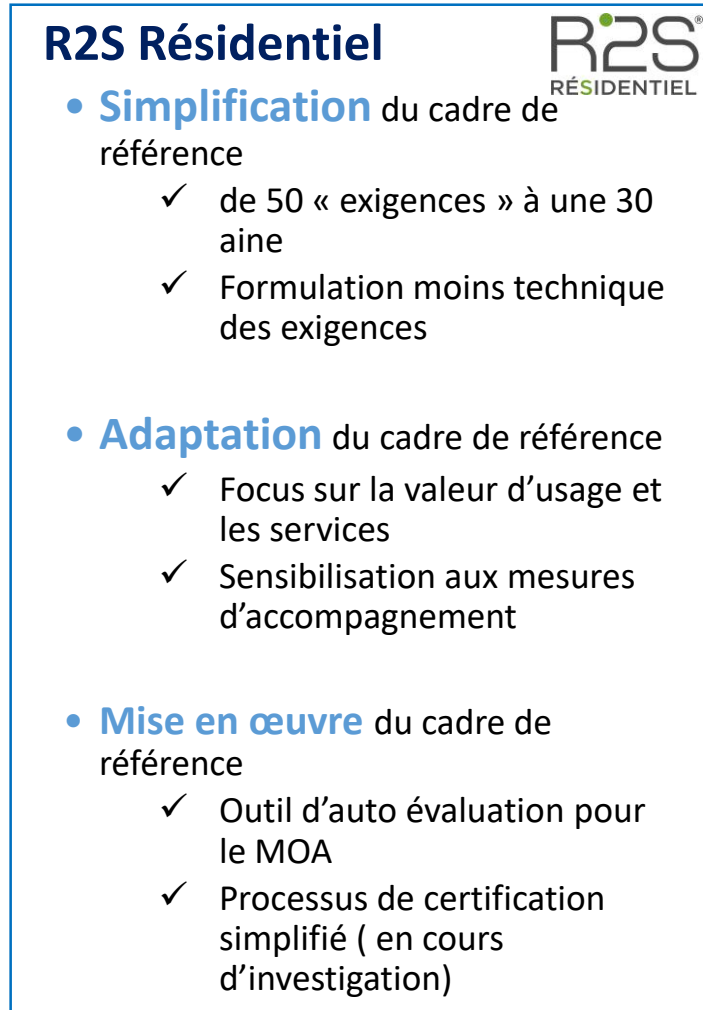 R2S Résidentiel
R2S®
RÉSIDENTIEL
• Simplification du cadre de
référence
✓ de 50 « exigences » à une 30
aine
✓ Formulation moins technique
des exigences
• Adaptation du cadre de référence
✓ Focus sur la valeur d’usage et
les services
✓ Sensibilisation aux mesures
d’accompagnement
• Mise en œuvre du cadre de
référence
✓ Outil d’auto évaluation pour
le MOA
✓ Processus de certification
simplifié ( en cours
d’investigation)